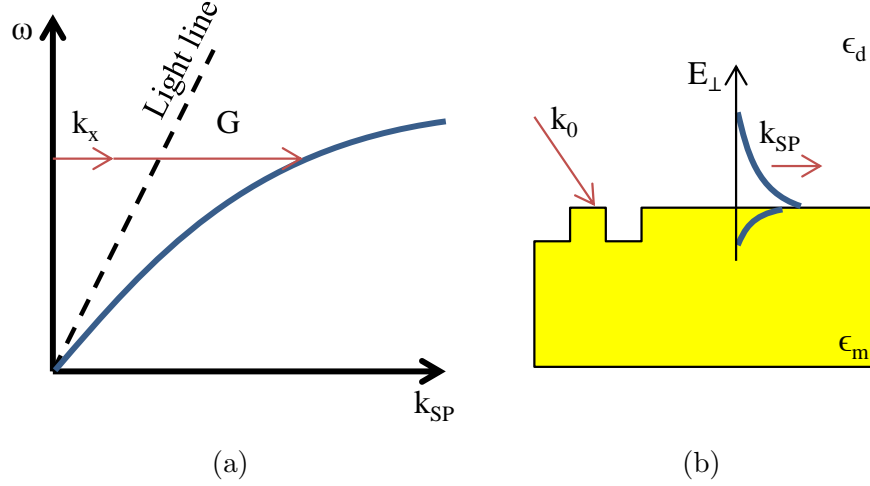 ω
Light line
k_x
G
k_SP
(a)
ϵ_d
E_⊥
k_0
k_SP
ϵ_m
(b)